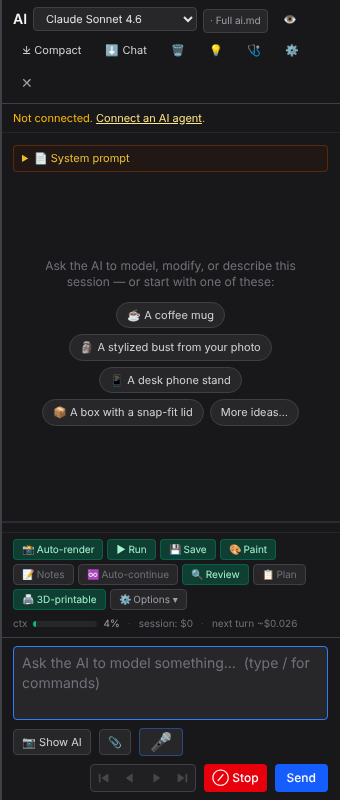 AI Claude Sonnet 4.6 · Full ai.md
Compact Chat
Not connected. Connect an AI agent.
System prompt
Ask the AI to model, modify, or describe this
session — or start with one of these:
A coffee mug
A stylized bust from your photo
A desk phone stand
A box with a snap-fit lid More ideas...
Auto-render Run Save Paint
Notes Auto-continue Review Plan
3D-printable Options ▾
ctx 4% · session: $0 · next turn ~$0.026
Ask the AI to model something... (type / for
commands)
Show AI
Stop Send